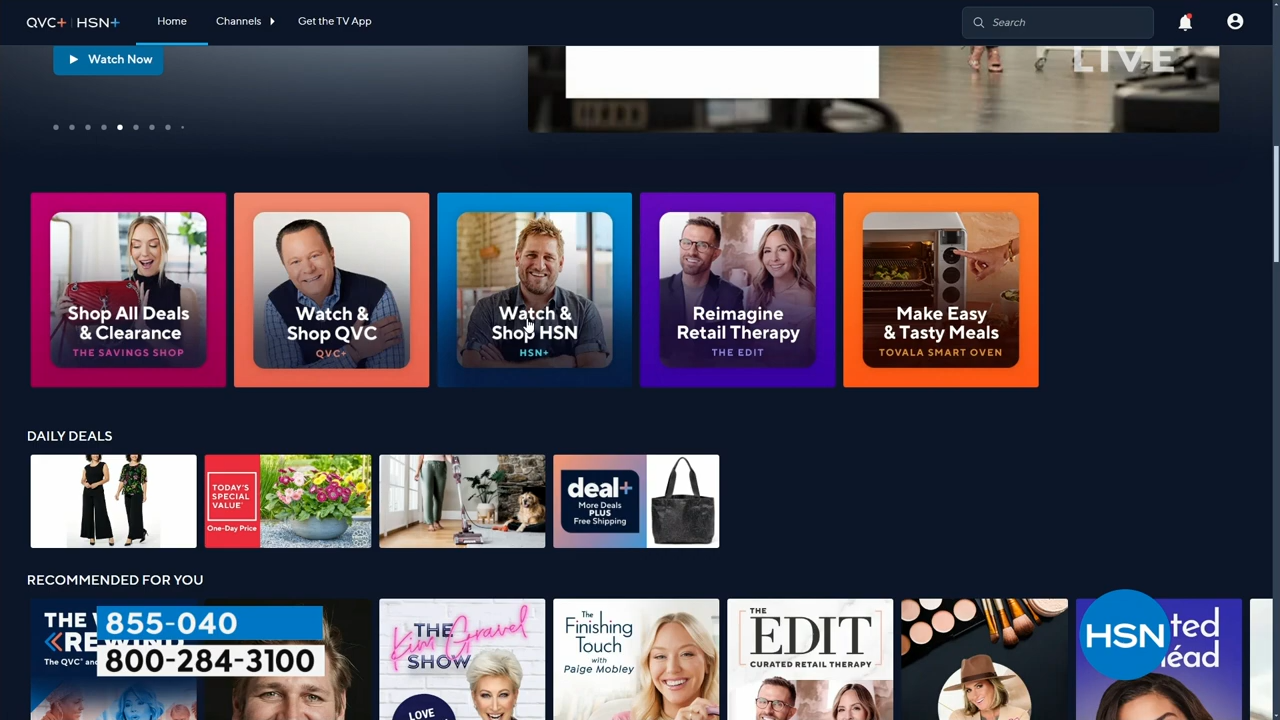 QVC+ | HSN+
Home
Channels
Get the TV App
Search
Watch Now
LIVE
Shop All Deals
& Clearance
THE SAVINGS SHOP
Watch &
Shop QVC
QVC+
Watch &
Shop HSN
HSN+
Reimagine
Retail Therapy
THE EDIT
Make Easy
& Tasty Meals
TOVALA SMART OVEN
DAILY DEALS
TODAY'S
SPECIAL
VALUE®
One-Day Price
deal+
More Deals
PLUS
Free Shipping
RECOMMENDED FOR YOU
THE
The QVC+ an
855-040
800-284-3100
THE
Kim Gravel
SHOW
LOVE
The
Finishing
Touch
with
Paige Mobley
THE
EDIT
CURATED RETAIL THERAPY
HSN